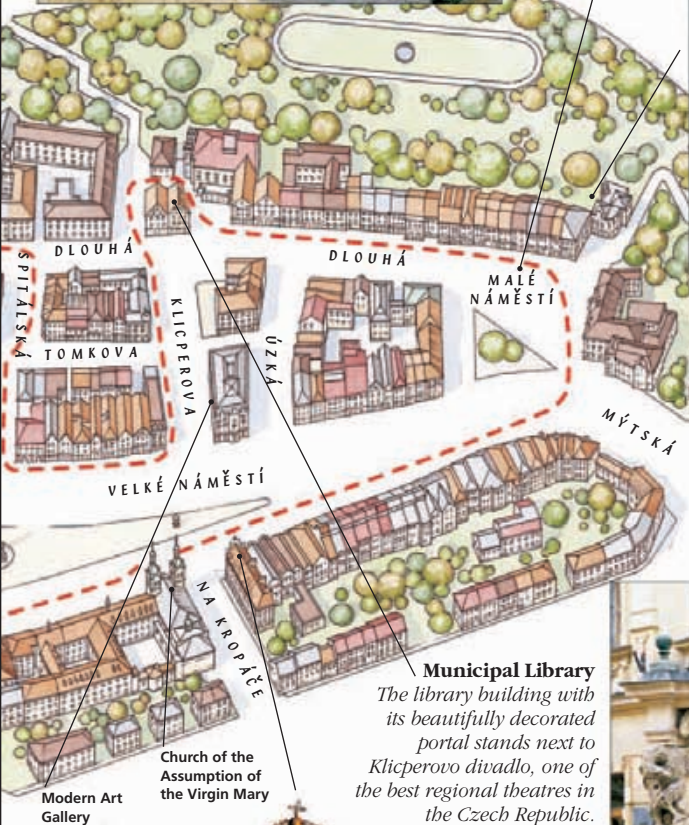 DLOUHÁ
DLOUHÁ
MALÉ
NÁMĚSTÍ
ŠPITÁLSKÁ
KLICPEROVA
ÚZKÁ
TOMKOVA
MÝTSKÁ
VELKÉ NÁMĚSTÍ
NA KROPÁČE
Municipal Library
The library building with
its beautifully decorated
portal stands next to
Klicperovo divadlo, one of
the best regional theatres in
the Czech Republic.
Church of the
Assumption of
the Virgin Mary
Modern Art
Gallery